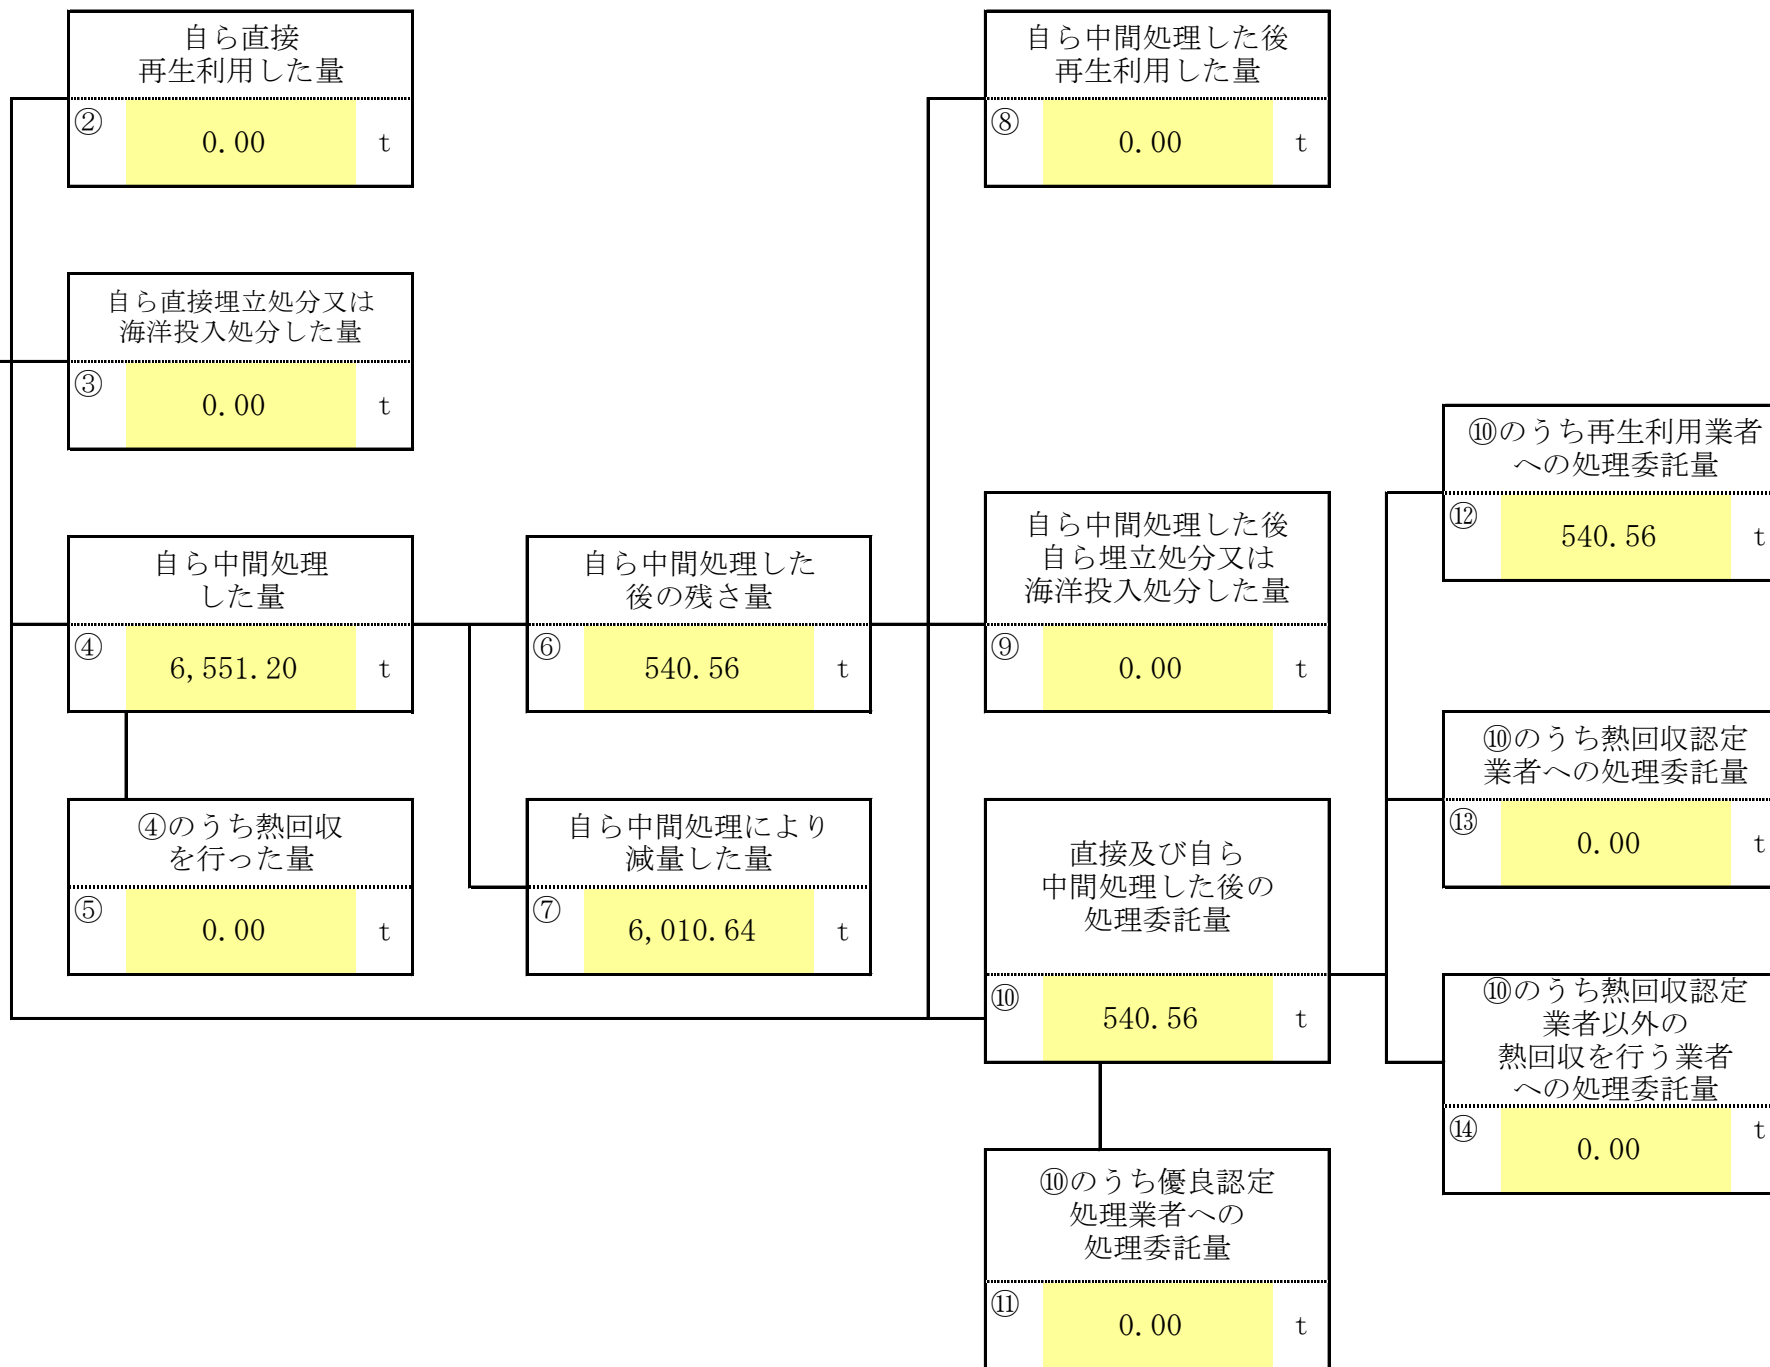 自ら直接
再生利用した量
②
0.00
t
自ら直接埋立処分又は
海洋投入処分した量
③
0.00
t
自ら中間処理
した量
④
6,551.20
t
④のうち熱回収
を行った量
⑤
0.00
t
自ら中間処理した
後の残さ量
⑥
540.56
t
自ら中間処理により
減量した量
⑦
6,010.64
t
自ら中間処理した後
再生利用した量
⑧
0.00
t
自ら中間処理した後
自ら埋立処分又は
海洋投入処分した量
⑨
0.00
t
直接及び自ら
中間処理した後の
処理委託量
⑩
540.56
t
⑩のうち優良認定
処理業者への
処理委託量
⑪
0.00
t
⑩のうち再生利用業者
への処理委託量
⑫
540.56
t
⑩のうち熱回収認定
業者への処理委託量
⑬
0.00
t
⑩のうち熱回収認定
業者以外の
熱回収を行う業者
への処理委託量
⑭
0.00
t